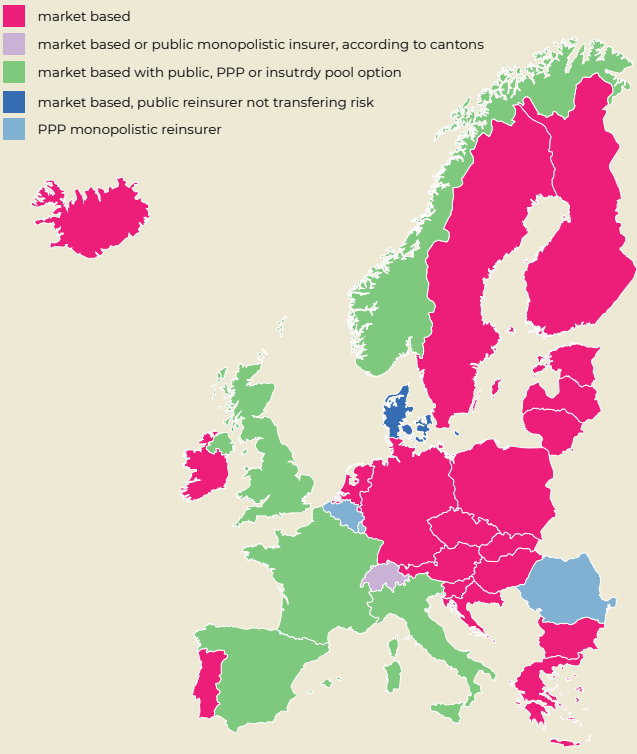 market based
market based or public monopolistic insurer, according to cantons
market based with public, PPP or insutrdy pool option
market based, public reinsurer not transfering risk
PPP monopolistic reinsurer